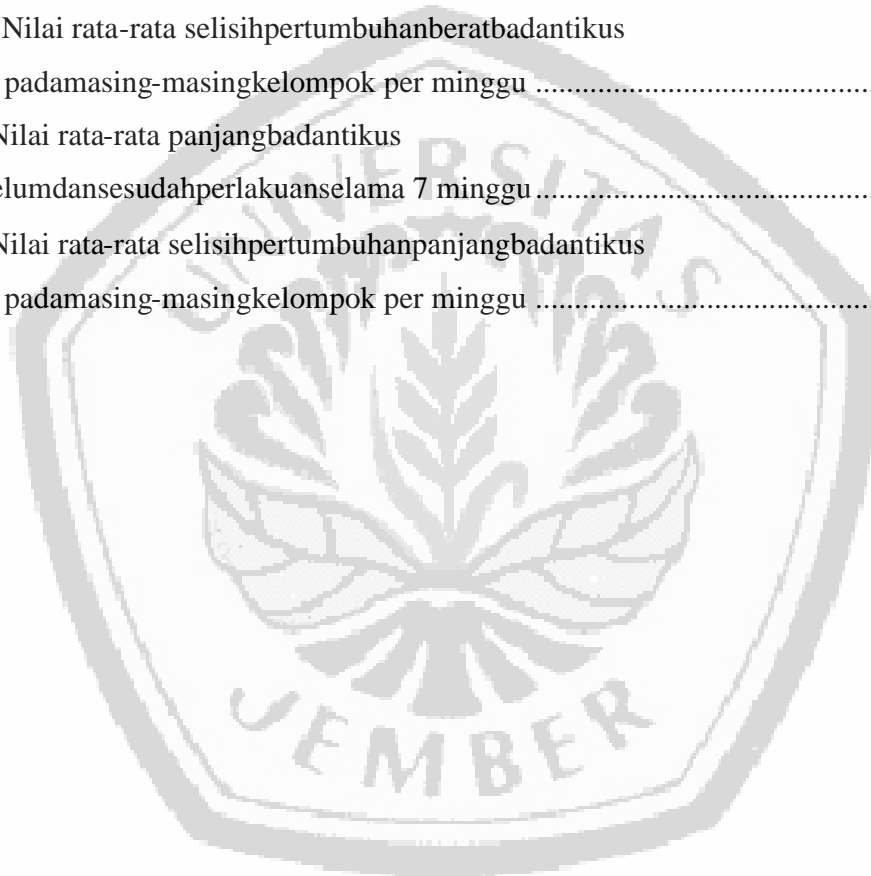 Nilai rata-rata selisihpertumbuhanberatbadantikus
padamasing-masingkelompok per minggu ..........................................
Nilai rata-rata panjangbadantikus
elumdansesudahperlakuanselama 7 minggu ..........................................
Nilai rata-rata selisihpertumbuhanpanjangbadantikus
padamasing-masingkelompok per minggu ..........................................
UNIVERSITAS
JEMBER